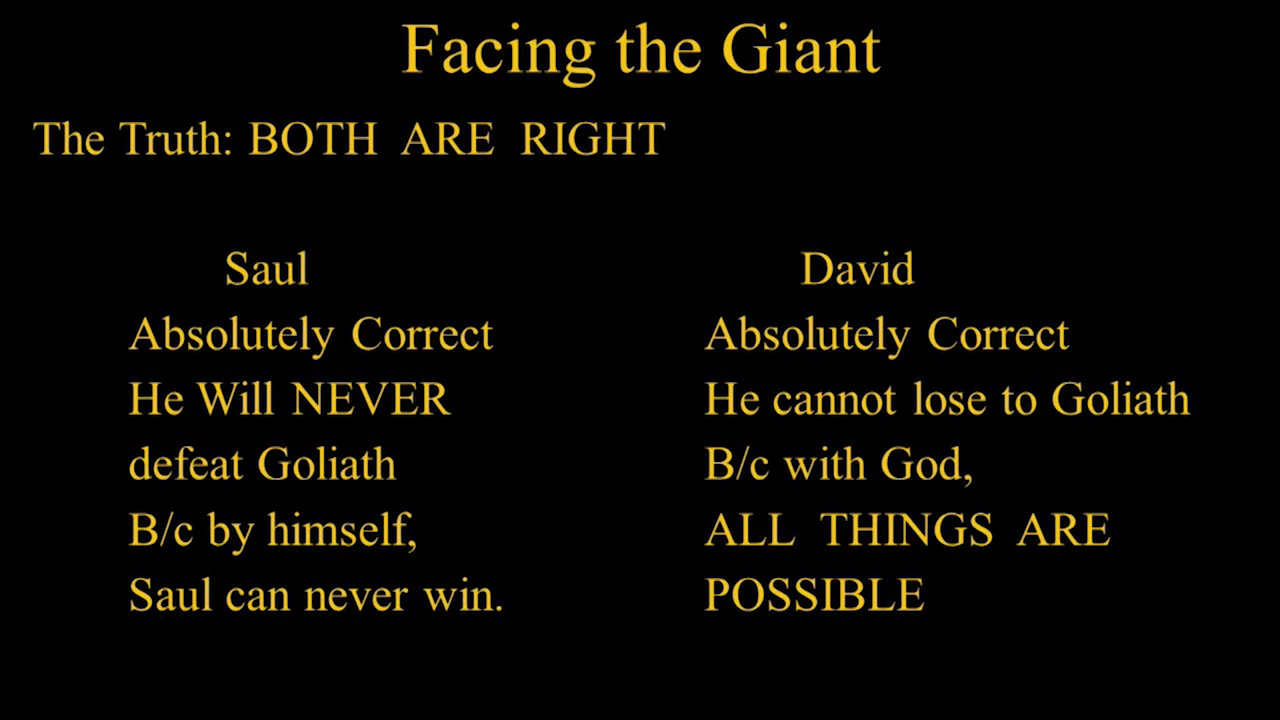 Facing the Giant
The Truth: BOTH ARE RIGHT
Saul
Absolutely Correct
He Will NEVER
defeat Goliath
B/c by himself,
Saul can never win.
David
Absolutely Correct
He cannot lose to Goliath
B/c with God,
ALL THINGS ARE
POSSIBLE